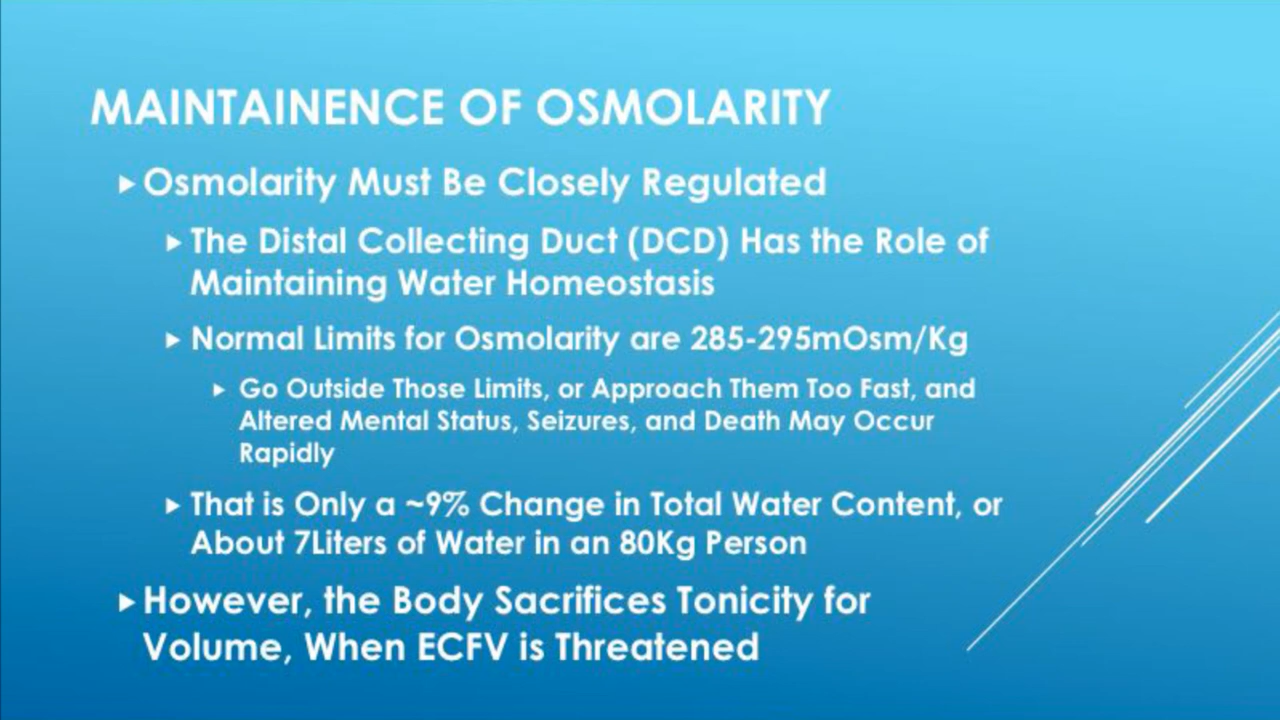 MAINTAINENCE OF OSMOLARITY
Osmolarity Must Be Closely Regulated
The Distal Collecting Duct (DCD) Has the Role of
Maintaining Water Homeostasis
Normal Limits for Osmolarity are 285-295mOsm/Kg
Go Outside Those Limits, or Approach Them Too Fast, and
Altered Mental Status, Seizures, and Death May Occur
Rapidly
That is Only a ~9% Change in Total Water Content, or
About 7Liters of Water in an 80Kg Person
However, the Body Sacrifices Tonicity for
Volume, When ECFV is Threatened